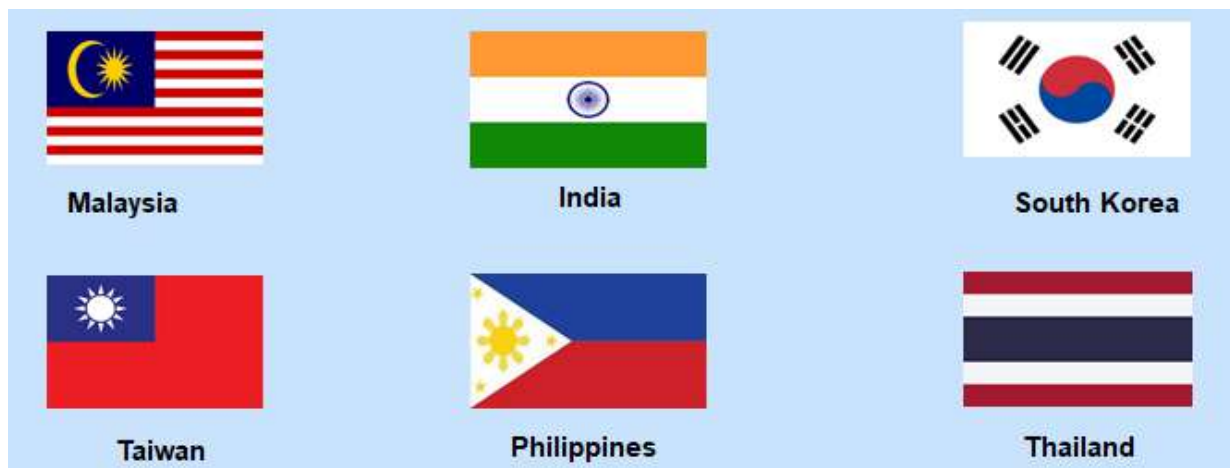 Malaysia
India
South Korea
Taiwan
Philippines
Thailand